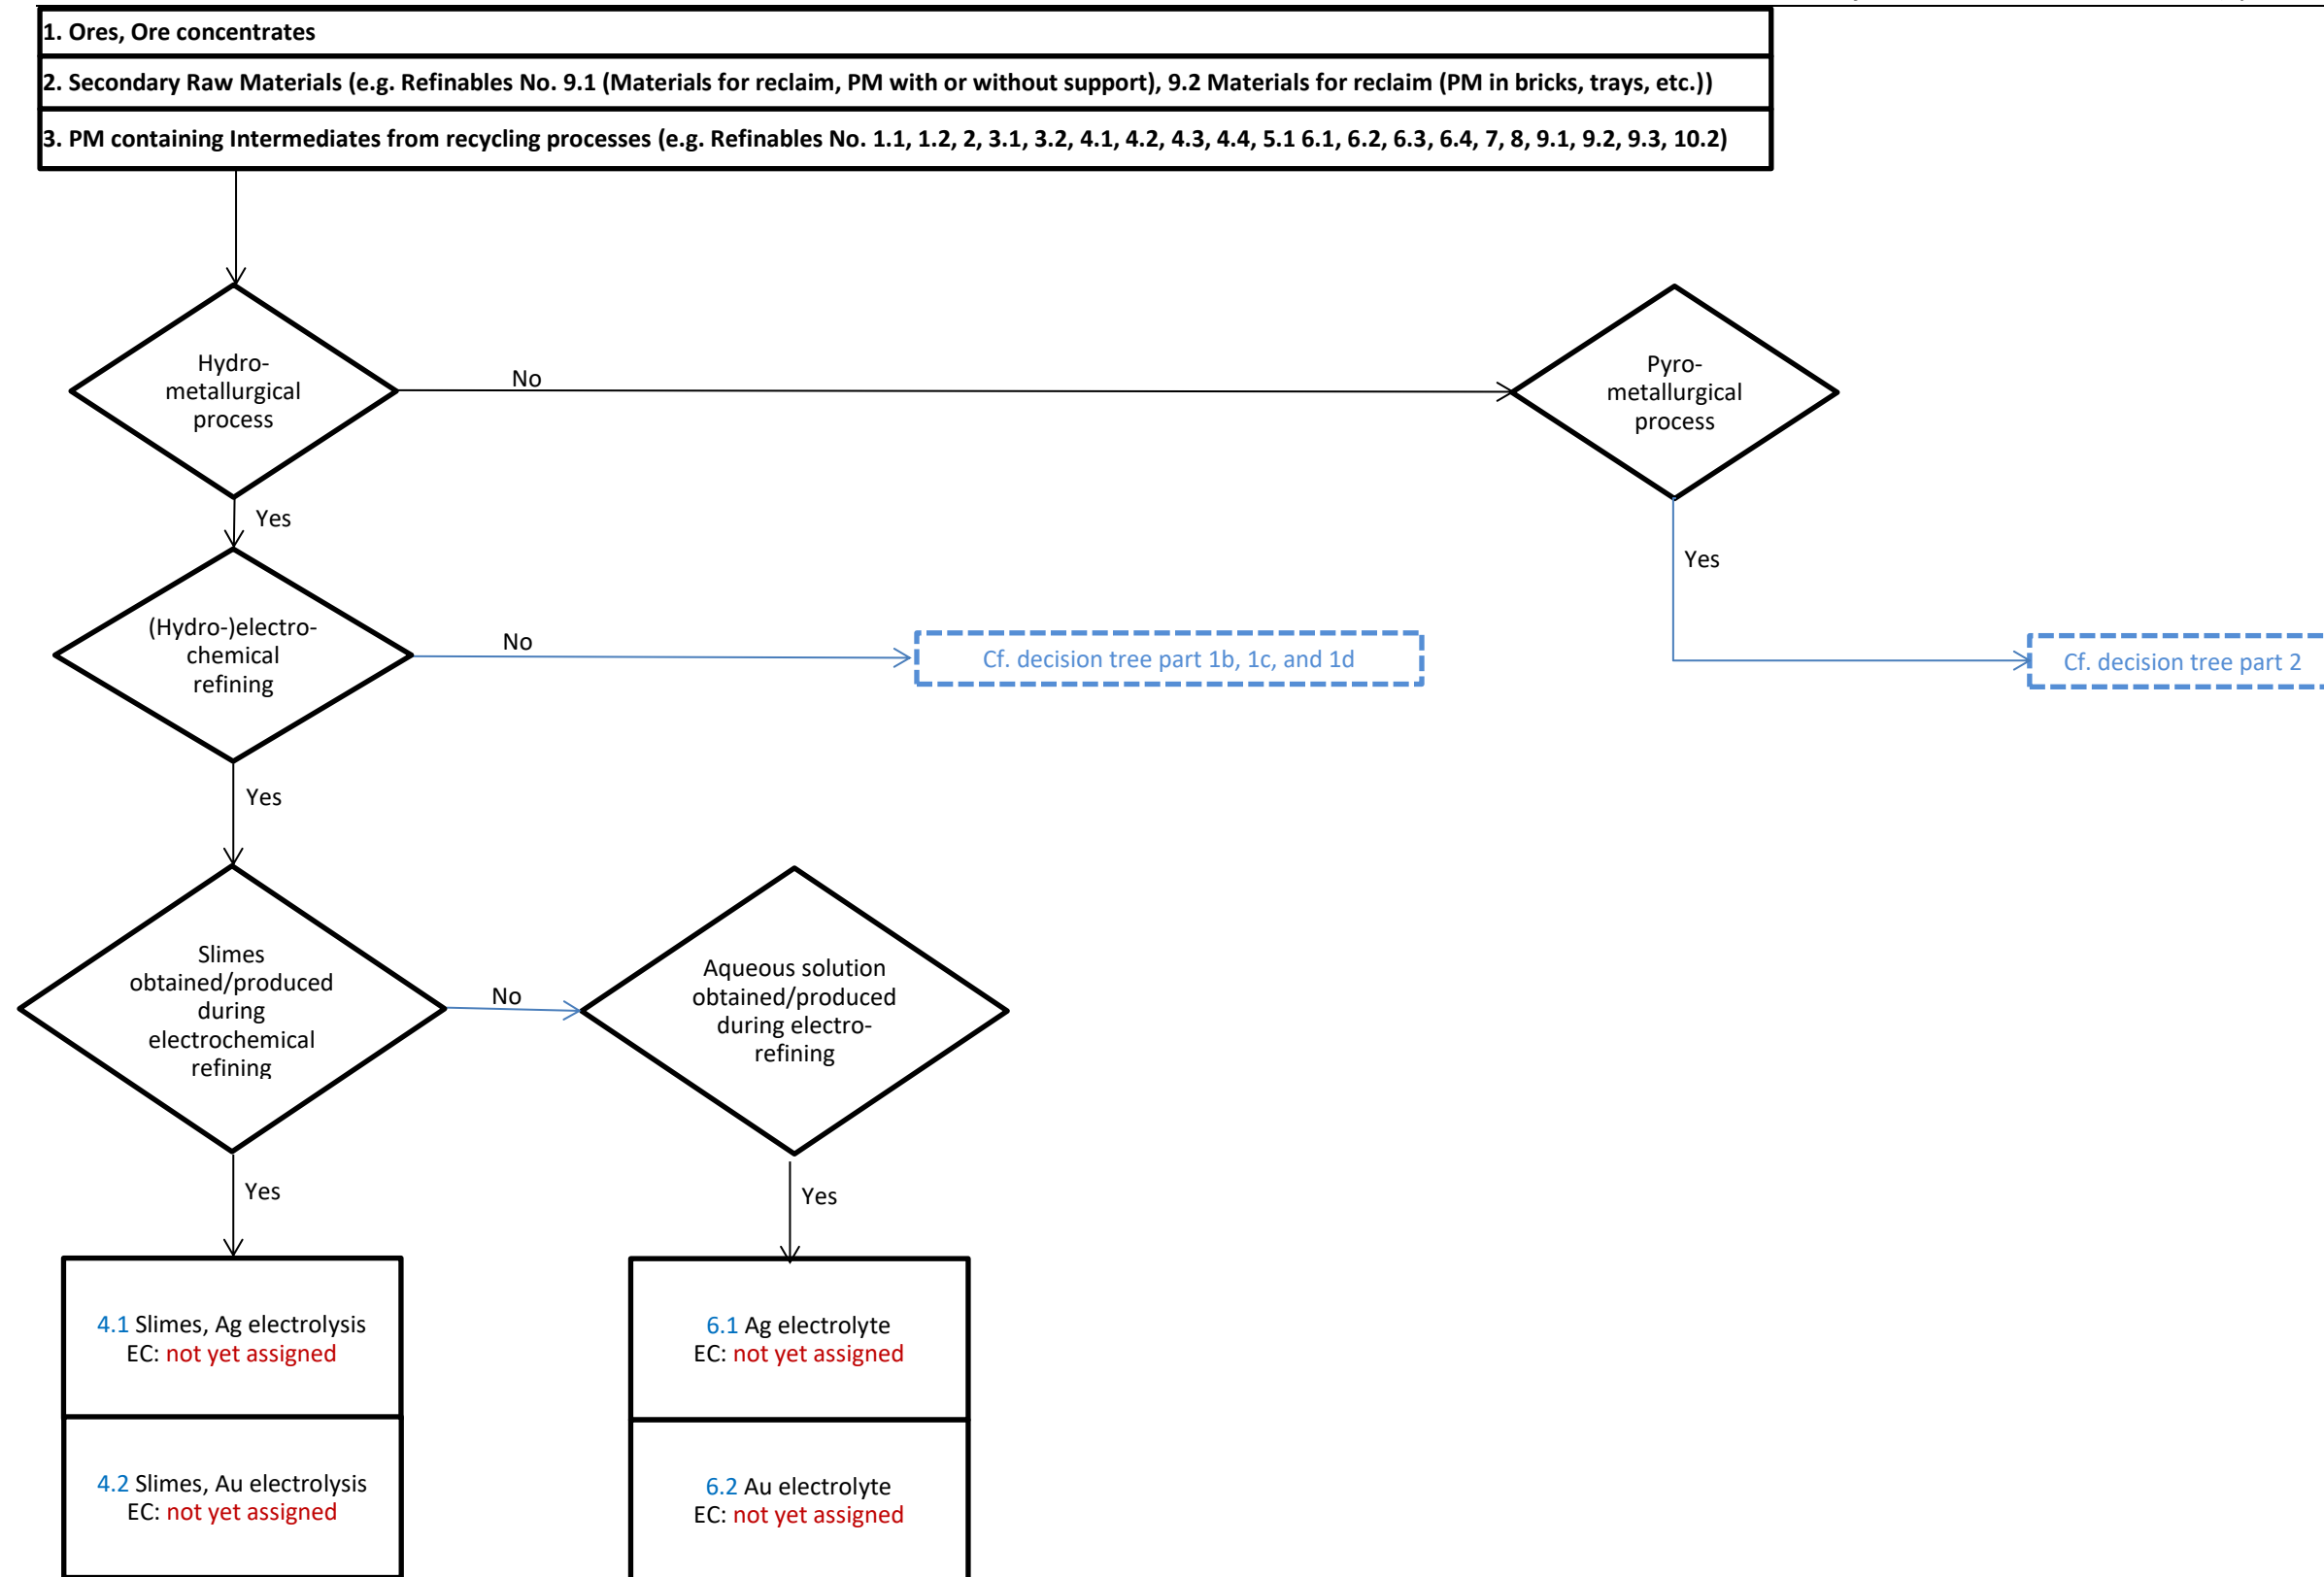 1. Ores, Ore concentrates
2. Secondary Raw Materials (e.g. Refinables No. 9.1 (Materials for reclaim, PM with or without support), 9.2 Materials for reclaim (PM in bricks, trays, etc.))
3. PM containing Intermediates from recycling processes (e.g. Refinables No. 1.1, 1.2, 2, 3.1, 3.2, 4.1, 4.2, 4.3, 4.4, 5.1 6.1, 6.2, 6.3, 6.4, 7, 8, 9.1, 9.2, 9.3, 10.2)
Hydro-
metallurgical
process
No
Pyro-
metallurgical
process
Yes
Yes
(Hydro-)electro-
chemical
refining
No
Cf. decision tree part 1b, 1c, and 1d
Cf. decision tree part 2
Yes
Slimes
obtained/produced
during
electrochemical
refining
No
Aqueous solution
obtained/produced
during electro-
refining
Yes
Yes
4.1 Slimes, Ag electrolysis
EC: not yet assigned
6.1 Ag electrolyte
EC: not yet assigned
4.2 Slimes, Au electrolysis
EC: not yet assigned
6.2 Au electrolyte
EC: not yet assigned